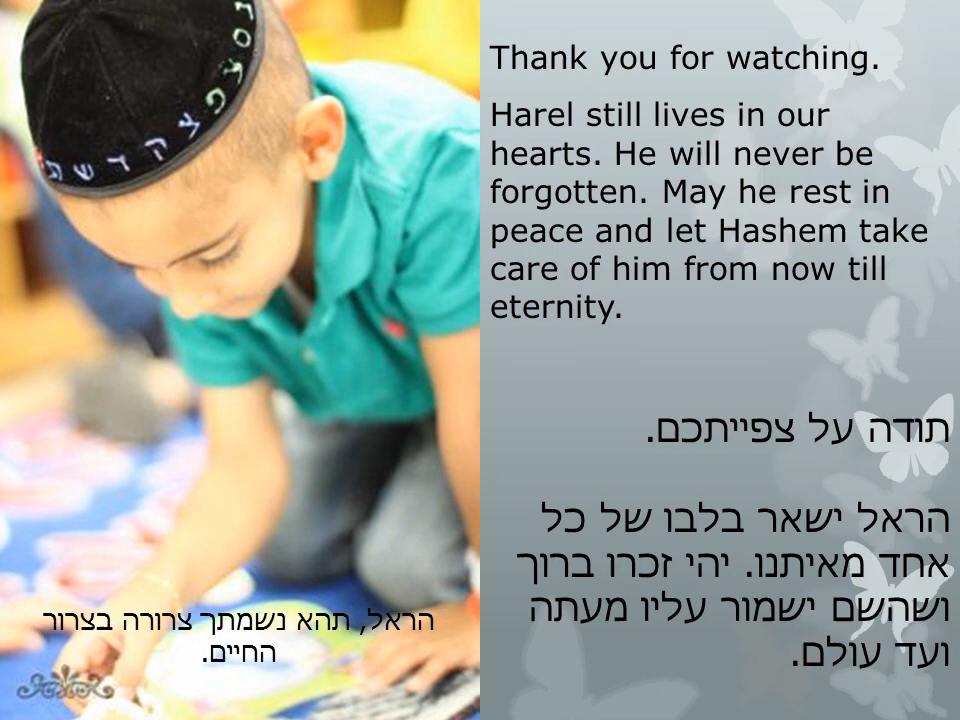 נסעפ
צקרשת
Thank you for watching.
Harel still lives in our
hearts. He will never be
forgotten. May he rest in
peace and let Hashem take
care of him from now till
eternity.
תודה על צפייתכם.
הראל ישאר בלבו של כל
אחד מאיתנו. יהי זכרו ברוך
ושהשם ישמור עליו מעתה
ועד עולם.
הראל, תהא נשמתך צרורה בצרור
החיים.